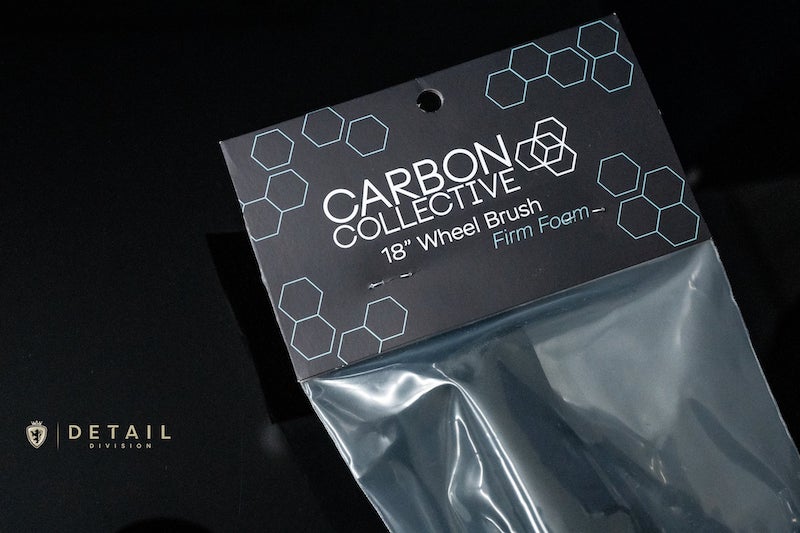 CARBON
COLLECTIVE
18” Wheel Brush
Firm Foam
DETAIL
DIVISION